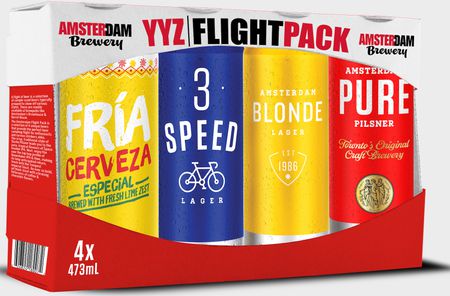 AMSTERDAM
Brewery
YYZ|FLIGHTPACK
AMSTERDAM
Brewery
FRÍA
CERVEZA
ESPECIAL
BREWED WITH FRESH LIME ZEST
3
SPEED
LAGER
AMSTERDAM
BLONDE
LAGER
EST
1986
AMSTERDAM
PURE
PILSNER
Toronto's Original
Craft Brewery
4x
473mL